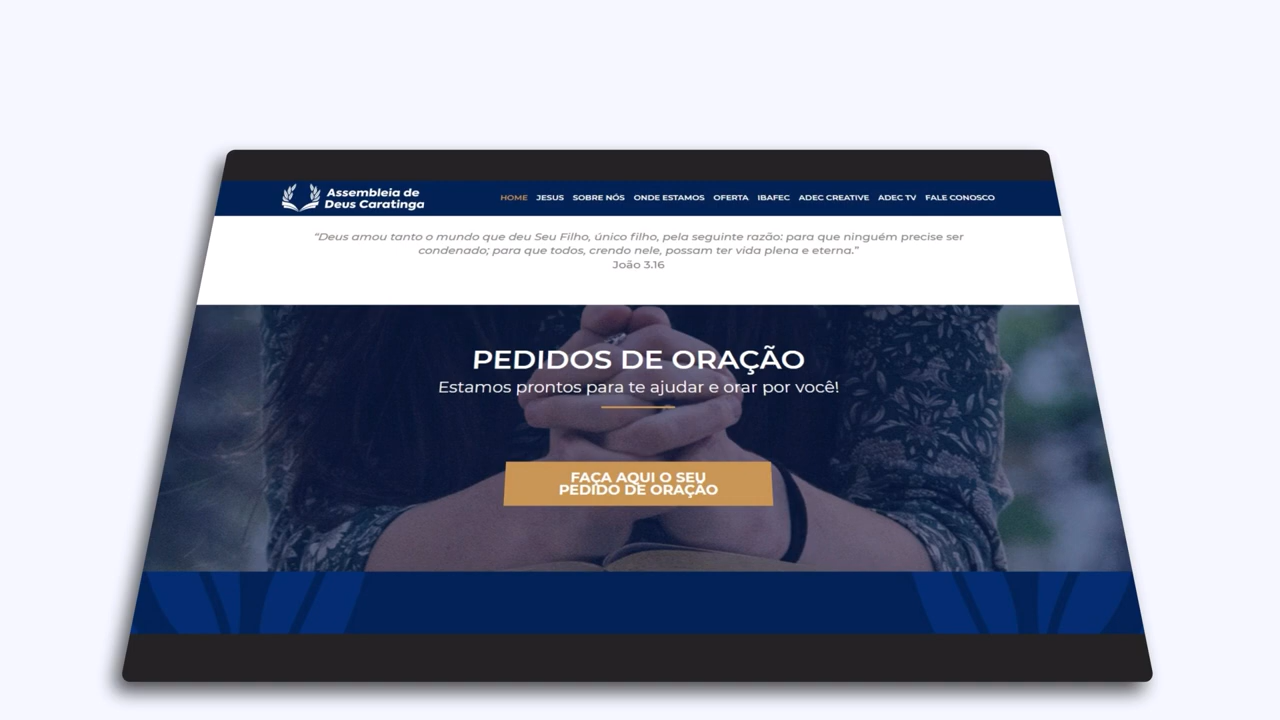 Assembleia de
Deus Caratinga
HOME JESUS SOBRE NÓS ONDE ESTAMOS OFERTA IBAFEC ADEC CREATIVE ADEC TV FALE CONOSCO
“Deus amou tanto o mundo que deu Seu Filho, único filho, pela seguinte razão: para que ninguém precise ser
condenado; para que todos, crendo nele, possam ter vida plena e eterna.”
João 3.16
PEDIDOS DE ORAÇÃO
Estamos prontos para te ajudar e orar por você!
FAÇA AQUI O SEU
PEDIDO DE ORAÇÃO